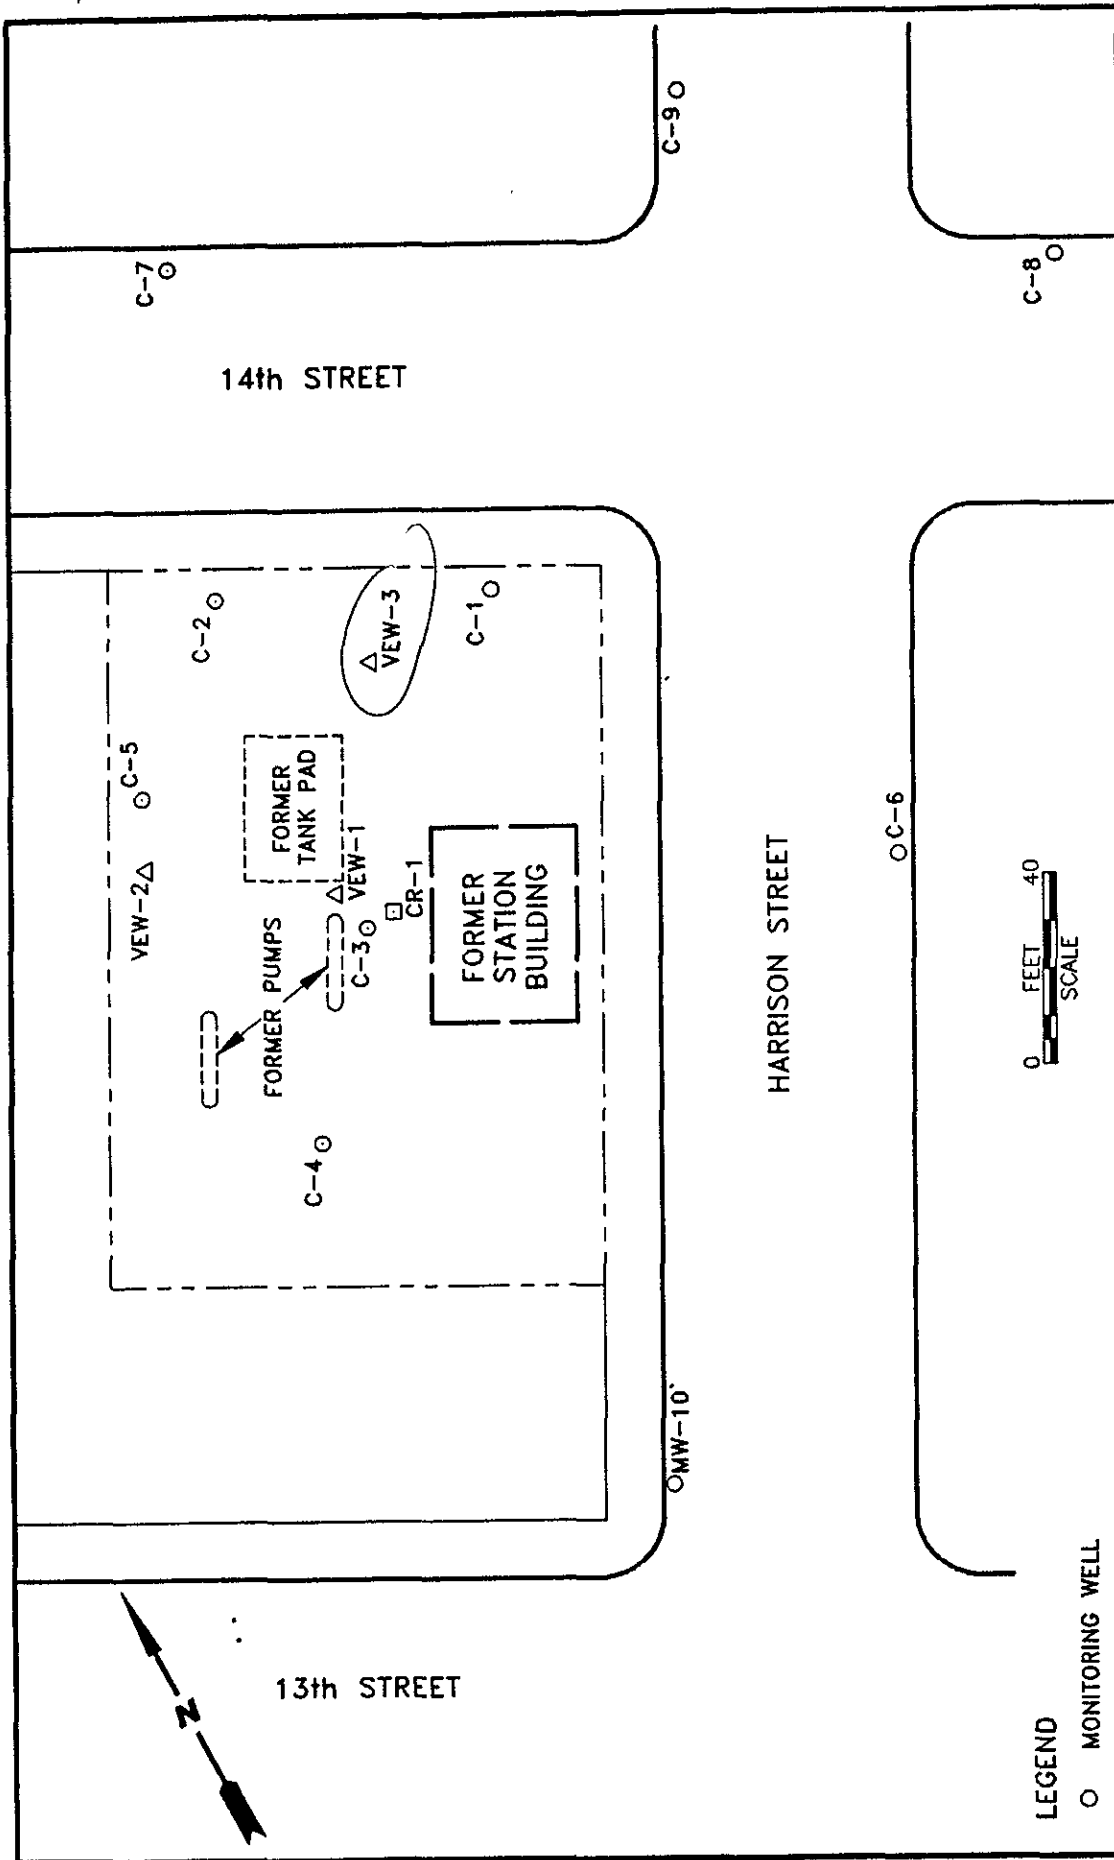 C-9
C-7
C-8
14th STREET
C-2
VEW-3
C-1
C-5
FORMER
TANK PAD
VEW-2
VEW-1
CR-1
C-3
FORMER PUMPS
FORMER
STATION
BUILDING
C-6
C-4
HARRISON STREET
0 FEET 40
SCALE
MW-10
13th STREET
N
LEGEND
MONITORING WELL